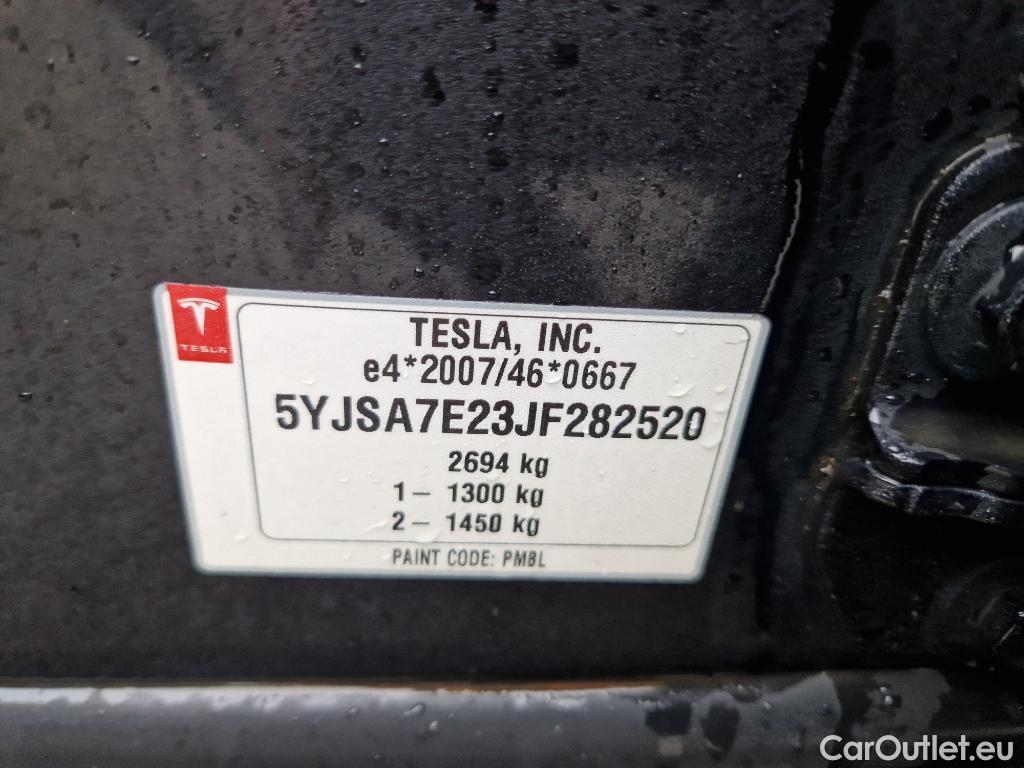 TESLA
TESLA, INC.
e4*2007/46*0667
5YJSA7E23JF282520
2694 kg
1– 1300 kg
2– 1450 kg
PAINT CODE: PMBL
CarOutlet.eu